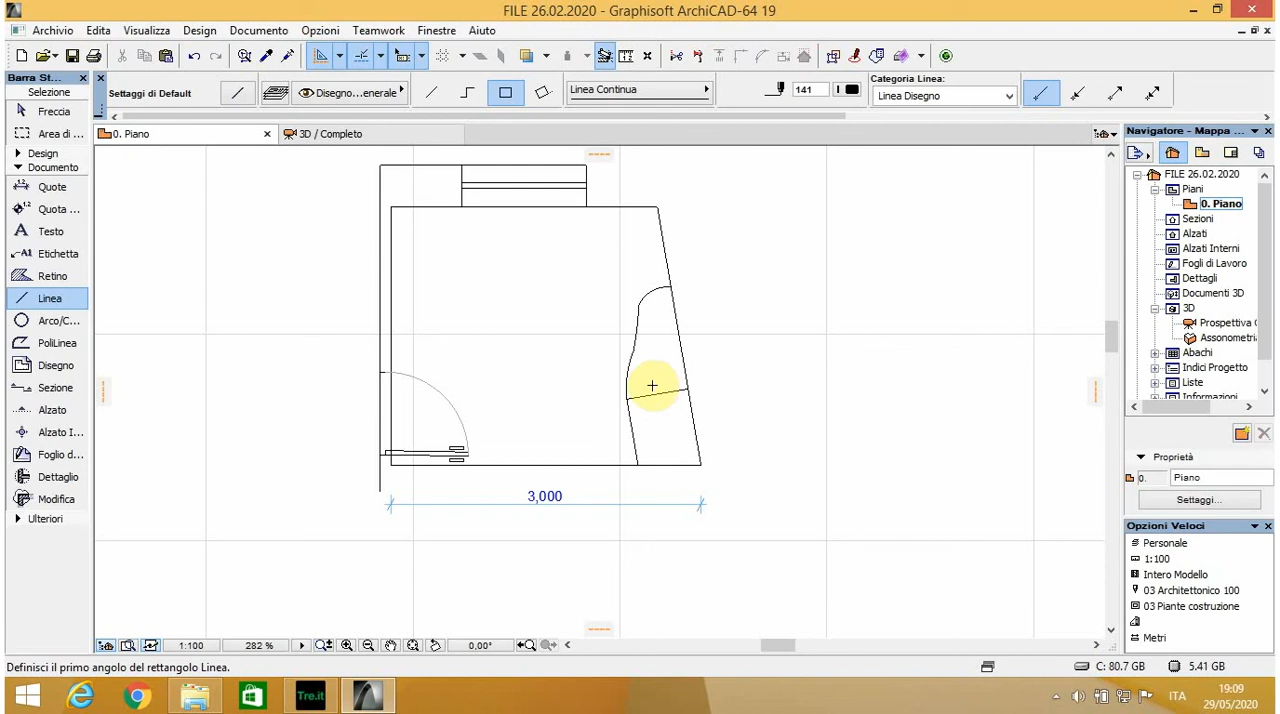 FILE 26.02.2020 - Graphisoft ArchiCAD-64 19
Archivio Edita Visualizza Design Documento Opzioni Teamwork Finestre Aiuto
Barra St...
Selezione
Freccia
Area di ...
Design
Documento
Quote
Quota ...
Testo
A1 Etichetta
Retino
Linea
Arco/C...
PoliLinea
Disegno
Sezione
Alzato
Alzato I...
Foglio d...
Dettaglio
Modifica
Ulteriori
Settaggi di Default
Disegno...enerale
Linea Continua
141
Categoria Linea:
Linea Disegno
0. Piano
3D / Completo
3,000
Navigatore - Mappa ...
FILE 26.02.2020
Piani
0. Piano
Sezioni
Alzati
Alzati Interni
Fogli di Lavoro
Dettagli
Documenti 3D
3D
Prospettiva
Assonometri
Abachi
Indici Progetto
Liste
Informazioni
Proprietà
0. Piano
Settaggi...
Opzioni Veloci
Personale
1:100
Intero Modello
03 Architettonico 100
03 Piante costruzione
Metri
1:100 282 % 0,00°
Definisci il primo angolo del rettangolo Linea.
C: 80.7 GB 5.41 GB
Tre.it
ITA
19:09
29/05/2020